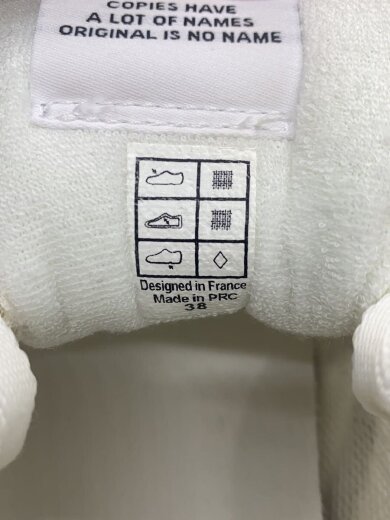 COPIES HAVE
A LOT OF NAMES
ORIGINAL IS NO NAME
Designed in France
Made in PRC
38